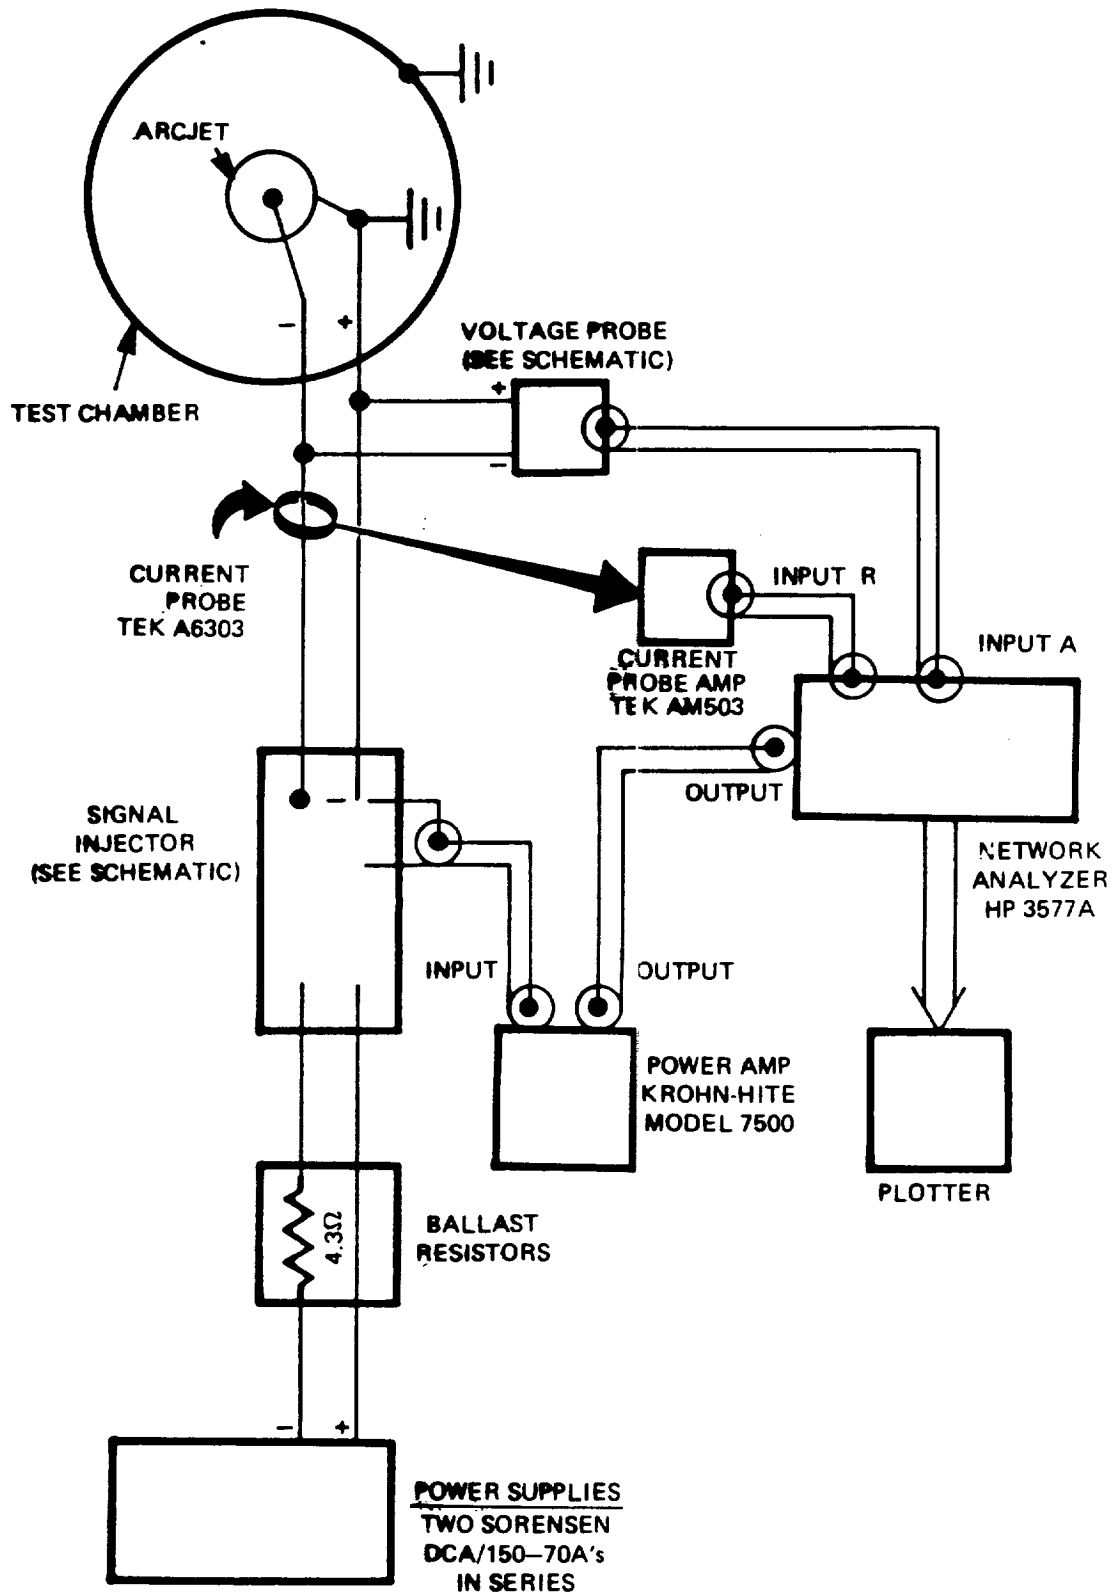 ARCJET
−
+
TEST CHAMBER
VOLTAGE PROBE
(SEE SCHEMATIC)
+
−
CURRENT
PROBE
TEK A6303
INPUT R
CURRENT
PROBE AMP
TEK AM503
INPUT A
OUTPUT
SIGNAL
INJECTOR
(SEE SCHEMATIC)
NETWORK
ANALYZER
HP 3577A
INPUT
OUTPUT
POWER AMP
KROHN-HITE
MODEL 7500
PLOTTER
4.3Ω
BALLAST
RESISTORS
−
+
POWER SUPPLIES
TWO SORENSEN
DCA/150–70A's
IN SERIES